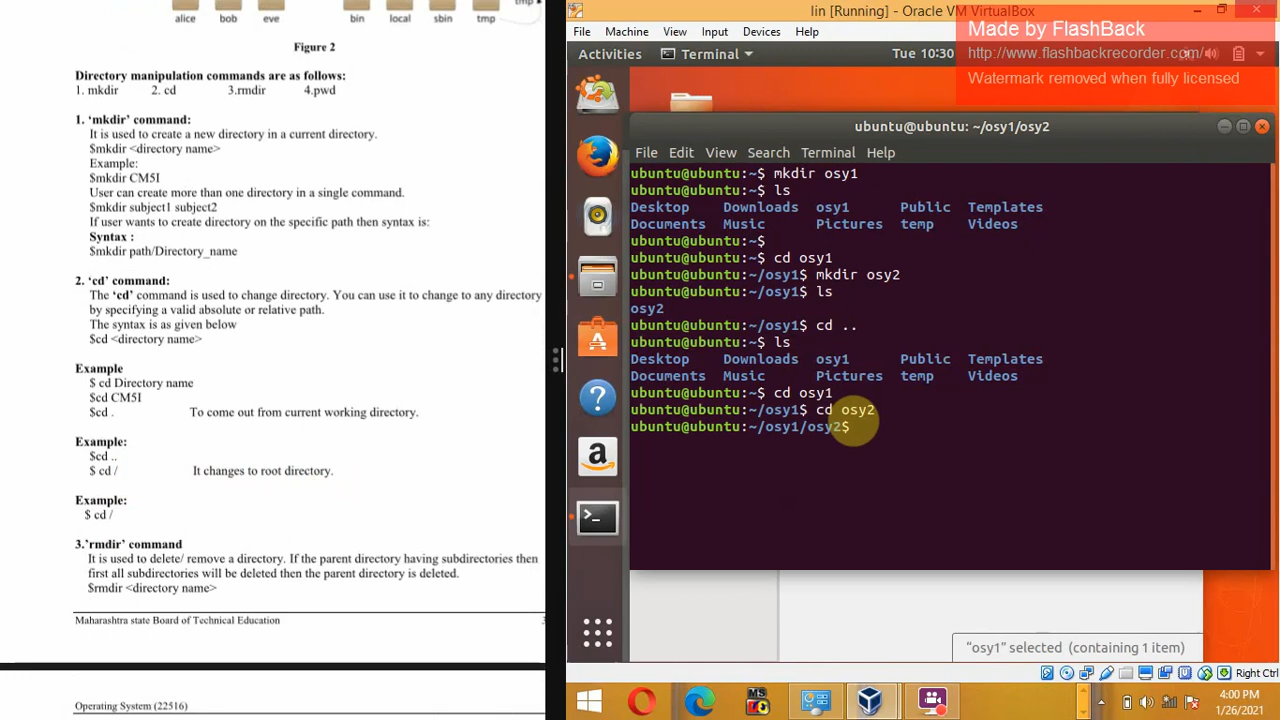 alice bob eve bin local sbin tmp
tmp
Figure 2
Directory manipulation commands are as follows:
1. mkdir 2. cd 3.rmdir 4.pwd
1. ‘mkdir’ command:
It is used to create a new directory in a current directory.
$mkdir <directory name>
Example:
$mkdir CM5I
User can create more than one directory in a single command.
$mkdir subject1 subject2
If user wants to create directory on the specific path then syntax is:
Syntax :
$mkdir path/Directory_name
2. ‘cd’ command:
The ‘cd’ command is used to change directory. You can use it to change to any directory
by specifying a valid absolute or relative path.
The syntax is as given below
$cd <directory name>
Example
$ cd Directory name
$cd CM5I
$cd . To come out from current working directory.
Example:
$cd ..
$ cd / It changes to root directory.
Example:
$ cd /
3.’rmdir’ command
It is used to delete/ remove a directory. If the parent directory having subdirectories then
first all subdirectories will be deleted then the parent directory is deleted.
$rmdir <directory name>
Maharashtra state Board of Technical Education
Operating System (22516)
lin [Running] - Oracle VM VirtualBox
File Machine View Input Devices Help
Made by FlashBack
http://www.flashbackrecorder.com/
Watermark removed when fully licensed
Activities Terminal Tue 10:30
ubuntu@ubuntu: ~/osy1/osy2
File Edit View Search Terminal Help
ubuntu@ubuntu:~$ mkdir osy1
ubuntu@ubuntu:~$ ls
Desktop Downloads osy1 Public Templates
Documents Music Pictures temp Videos
ubuntu@ubuntu:~$
ubuntu@ubuntu:~$ cd osy1
ubuntu@ubuntu:~/osy1$ mkdir osy2
ubuntu@ubuntu:~/osy1$ ls
osy2
ubuntu@ubuntu:~/osy1$ cd ..
ubuntu@ubuntu:~$ ls
Desktop Downloads osy1 Public Templates
Documents Music Pictures temp Videos
ubuntu@ubuntu:~$ cd osy1
ubuntu@ubuntu:~/osy1$ cd osy2
ubuntu@ubuntu:~/osy1/osy2$
“osy1” selected (containing 1 item)
Right Ctrl
MS
4:00 PM
1/26/2021